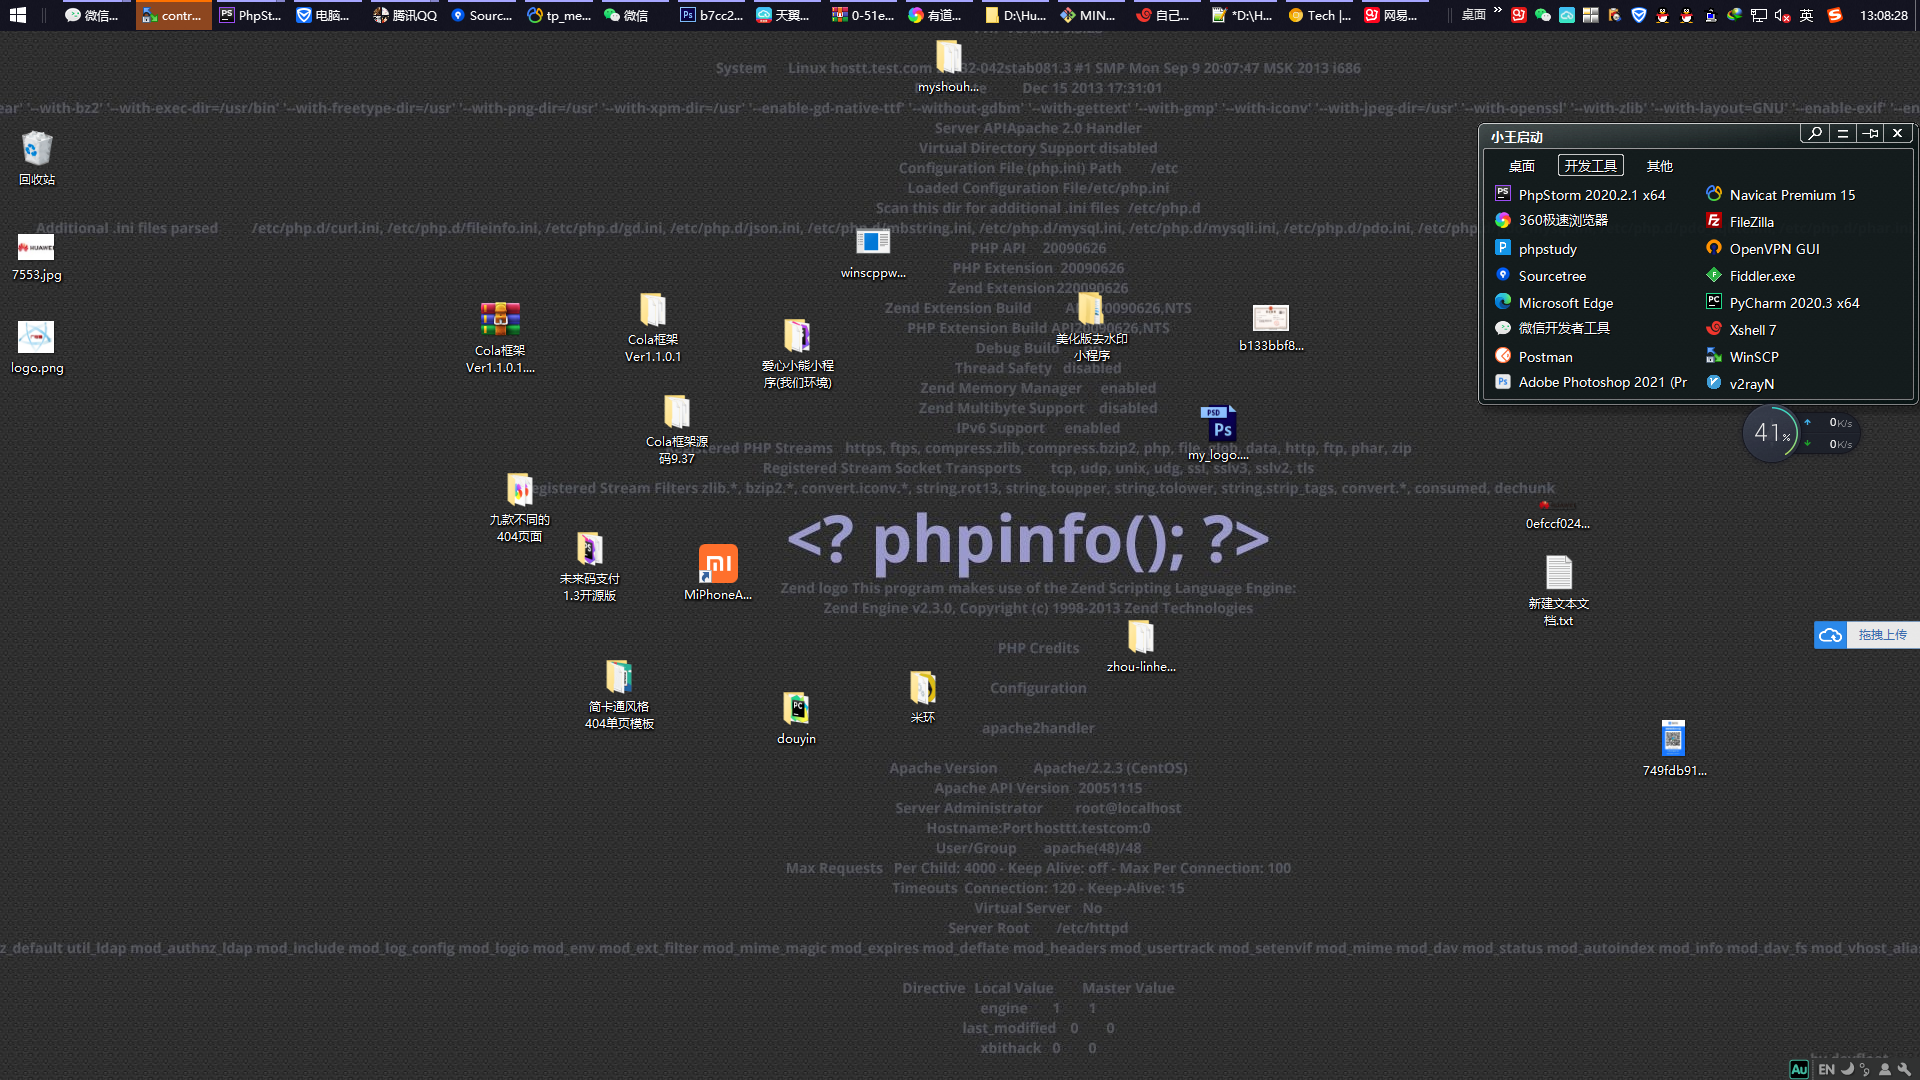 微信...
contr...
PhpSt...
电脑...
腾讯QQ
Sourc...
tp_me...
微信
b7cc2...
天翼...
0-51e...
有道...
D:\Hu...
MIN...
自己...
*D:\H...
Tech |...
网易...
桌面
英
13:08:28
System Linux hostt.test.com
32-042stab081.3 #1 SMP Mon Sep 9 20:07:47 MSK 2013 i686
myshouh...
Dec 15 2013 17:31:01
'--with-bz2' '--with-exec-dir=/usr/bin' '--with-freetype-dir=/usr' '--with-png-dir=/usr' '--with-xpm-dir=/usr' '--enable-gd-native-ttf' '--without-gdbm' '--with-gettext' '--with-gmp' '--with-iconv' '--with-jpeg-dir=/usr' '--with-openssl' '--with-zlib' '--with-layout=GNU' '--enable-exif'
Server APIApache 2.0 Handler
Virtual Directory Support disabled
Configuration File (php.ini) Path /etc
Loaded Configuration File/etc/php.ini
Scan this dir for additional .ini files /etc/php.d
Additional .ini files parsed /etc/php.d/curl.ini, /etc/php.d/fileinfo.ini, /etc/php.d/gd.ini, /etc/php.d/json.ini, /etc/php.d/mbstring.ini, /etc/php.d/mysql.ini, /etc/php.d/mysqli.ini, /etc/php.d/pdo.ini,
PHP API 20090626
PHP Extension 20090626
Zend Extension 220090626
Zend Extension Build API220090626,NTS
PHP Extension Build API20090626,NTS
Debug Build
Thread Safety disabled
Zend Memory Manager enabled
Zend Multibyte Support disabled
IPv6 Support enabled
Registered PHP Streams https, ftps, compress.zlib, compress.bzip2, php, file, glob, data, http, ftp, phar, zip
Registered Stream Socket Transports tcp, udp, unix, udg, ssl, sslv3, sslv2, tls
Registered Stream Filters zlib.*, bzip2.*, convert.iconv.*, string.rot13, string.toupper, string.tolower, string.strip_tags, convert.*, consumed, dechunk
<? phpinfo(); ?>
Zend logo This program makes use of the Zend Scripting Language Engine:
Zend Engine v2.3.0, Copyright (c) 1998-2013 Zend Technologies
PHP Credits
Configuration
apache2handler
Apache Version Apache/2.2.3 (CentOS)
Apache API Version 20051115
Server Administrator root@localhost
Hostname:Port hosttt.testcom:0
User/Group apache(48)/48
Max Requests Per Child: 4000 - Keep Alive: off - Max Per Connection: 100
Timeouts Connection: 120 - Keep-Alive: 15
Virtual Server No
Server Root /etc/httpd
z_default util_ldap mod_authnz_ldap mod_include mod_log_config mod_logio mod_env mod_ext_filter mod_mime_magic mod_expires mod_deflate mod_headers mod_usertrack mod_setenvif mod_mime mod_dav mod_status mod_autoindex mod_info mod_dav_fs mod_vhost_alias
Directive Local Value Master Value
engine 1 1
last_modified 0 0
xbithack 0 0
回收站
HUAWEI
7553.jpg
logo.png
winscppw...
Cola框架
Ver1.1.0.1....
Cola框架
Ver1.1.0.1
爱心小熊小程
序(我们环境)
美化版去水印
小程序
b133bbf8...
Cola框架源
码9.37
PSD
Ps
my_logo....
九款不同的
404页面
未来码支付
1.3开源版
MiPhoneA...
0efccf024...
新建文本文
档.txt
zhou-linhe...
简卡通风格
404单页模板
douyin
米环
749fdb91...
小王启动
桌面 开发工具 其他
PhpStorm 2020.2.1 x64
Navicat Premium 15
360极速浏览器
FileZilla
phpstudy
OpenVPN GUI
Sourcetree
Fiddler.exe
Microsoft Edge
PyCharm 2020.3 x64
微信开发者工具
Xshell 7
Postman
WinSCP
Adobe Photoshop 2021 (Pr
v2rayN
41%
0K/s
0K/s
拖拽上传
Au
EN